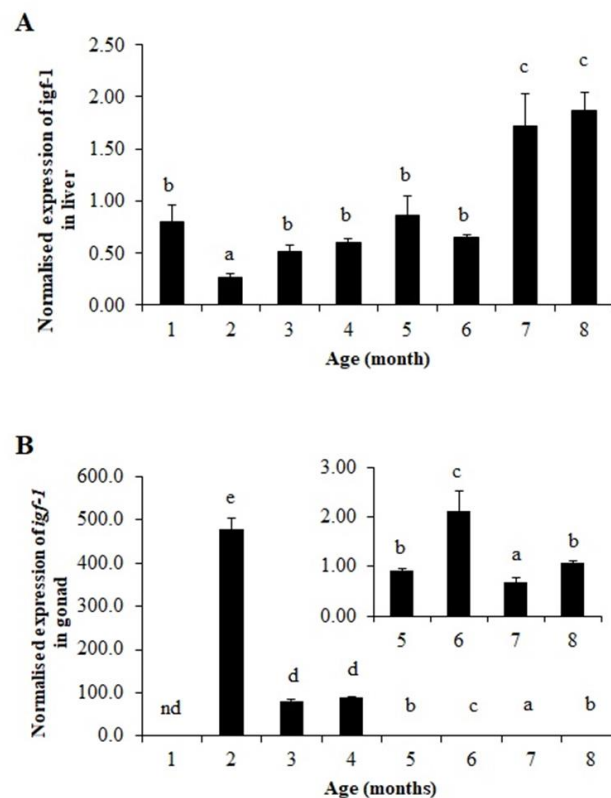 A
Normalised expression of igf-1
in liver
2.50
2.00
1.50
1.00
0.50
0.00
b
a
b
b
b
b
c
c
1 2 3 4 5 6 7 8
Age (month)
B
Normalised expression of igf-1
in gonad
600.0
500.0
400.0
300.0
200.0
100.0
0.0
nd
e
d
d
b
c
a
b
1 2 3 4 5 6 7 8
Age (months)
3.00
2.00
1.00
0.00
b
c
a
b
5 6 7 8